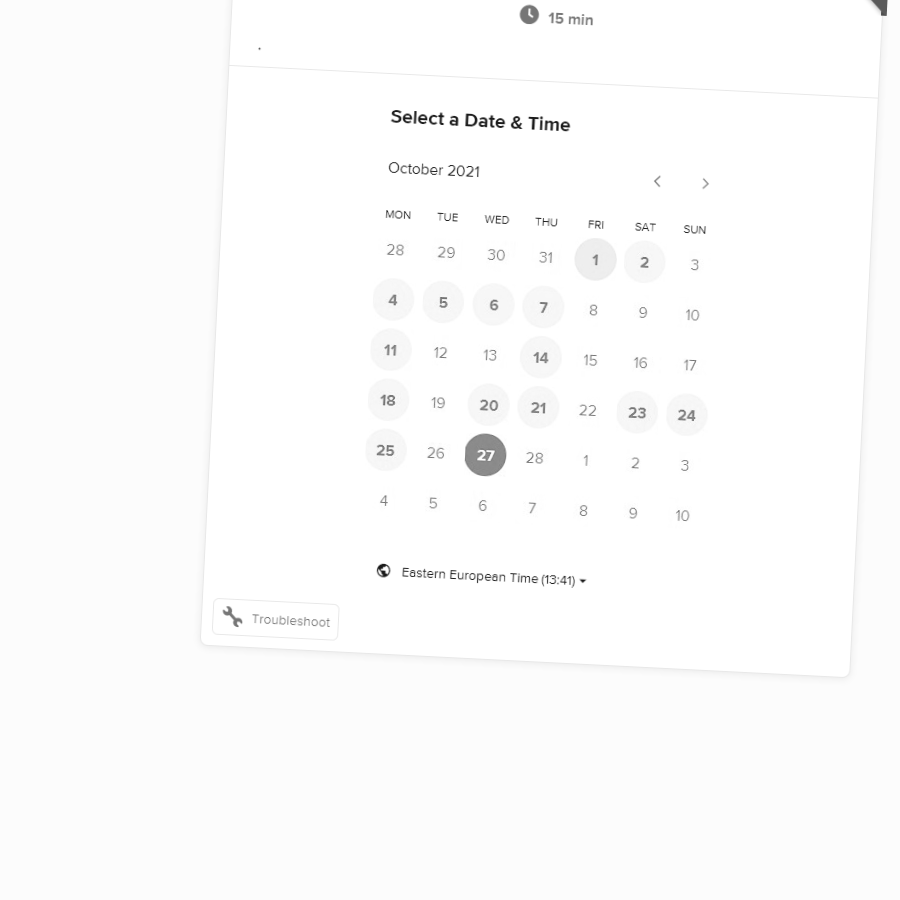 15 min
.
Select a Date & Time
October 2021
MON TUE WED THU FRI SAT SUN
28 29 30 31 1 2 3
4 5 6 7 8 9 10
11 12 13 14 15 16 17
18 19 20 21 22 23 24
25 26 27 28 1 2 3
4 5 6 7 8 9 10
Eastern European Time (13:41)
Troubleshoot